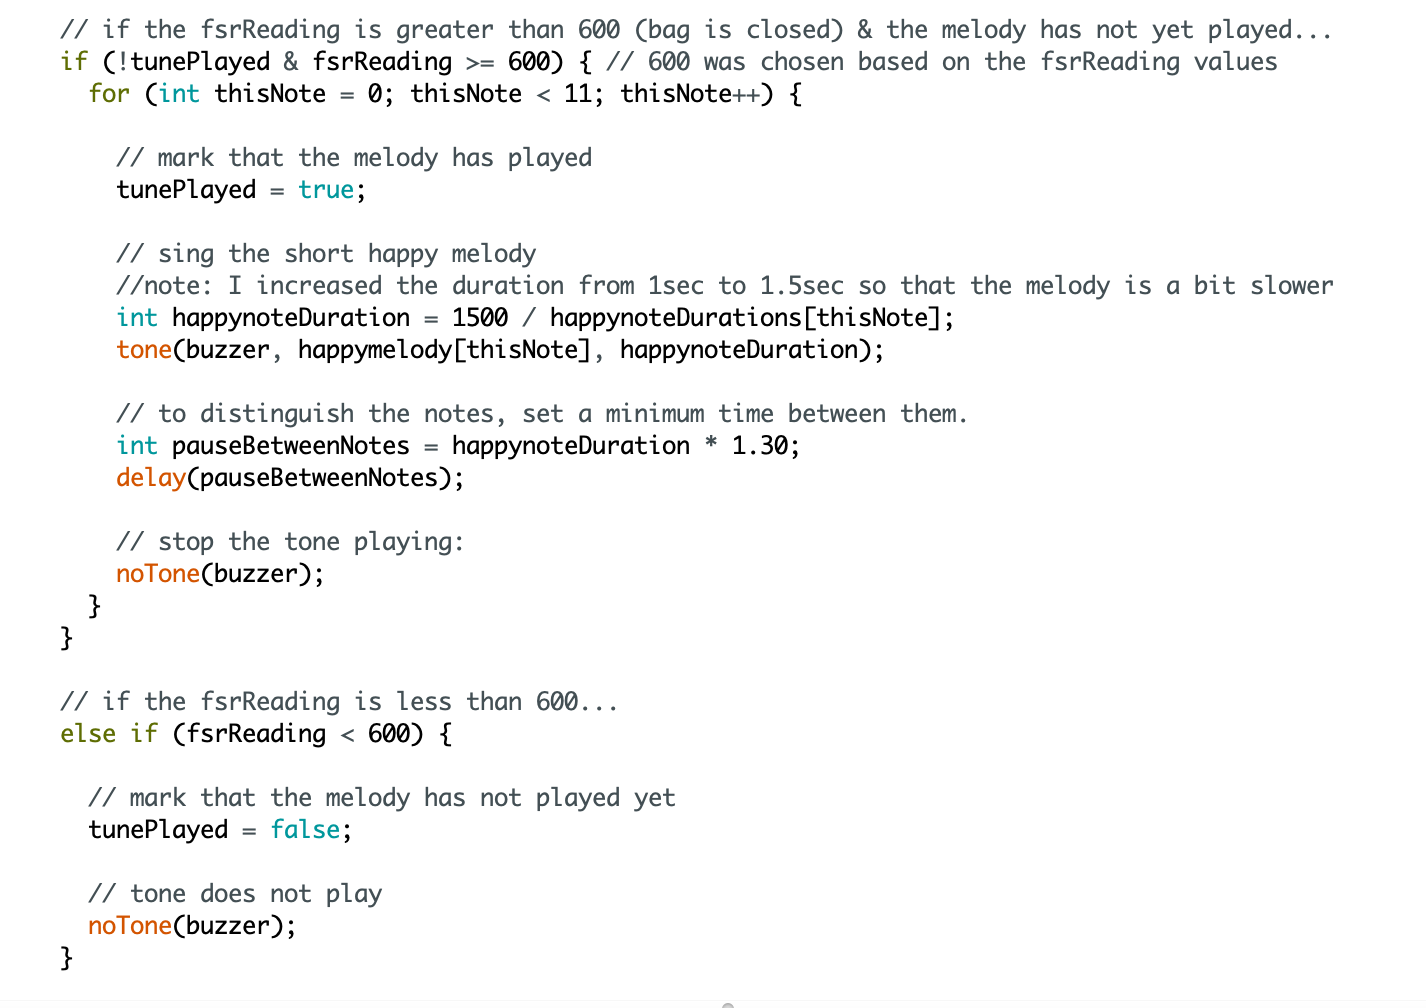 // if the fsrReading is greater than 600 (bag is closed) & the melody has not yet played...
if (!tunePlayed & fsrReading >= 600) { // 600 was chosen based on the fsrReading values
for (int thisNote = 0; thisNote < 11; thisNote++) {
// mark that the melody has played
tunePlayed = true;
// sing the short happy melody
//note: I increased the duration from 1sec to 1.5sec so that the melody is a bit slower
int happynoteDuration = 1500 / happynoteDurations[thisNote];
tone(buzzer, happymelody[thisNote], happynoteDuration);
// to distinguish the notes, set a minimum time between them.
int pauseBetweenNotes = happynoteDuration * 1.30;
delay(pauseBetweenNotes);
// stop the tone playing:
noTone(buzzer);
}
}
// if the fsrReading is less than 600...
else if (fsrReading < 600) {
// mark that the melody has not played yet
tunePlayed = false;
// tone does not play
noTone(buzzer);
}